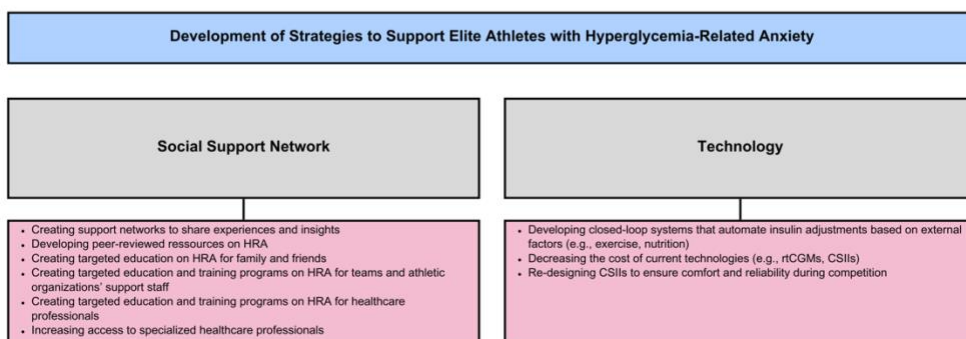 Development of Strategies to Support Elite Athletes with Hyperglycemia-Related Anxiety
Social Support Network
• Creating support networks to share experiences and insights
• Developing peer-reviewed ressources on HRA
• Creating targeted education on HRA for family and friends
• Creating targeted education and training programs on HRA for teams and athletic
organizations' support staff
• Creating targeted education and training programs on HRA for healthcare
professionals
• Increasing access to specialized healthcare professionals
Technology
• Developing closed-loop systems that automate insulin adjustments based on external
factors (e.g., exercise, nutrition)
• Decreasing the cost of current technologies (e.g., rtCGMs, CSIIs)
• Re-designing CSIIs to ensure comfort and reliability during competition